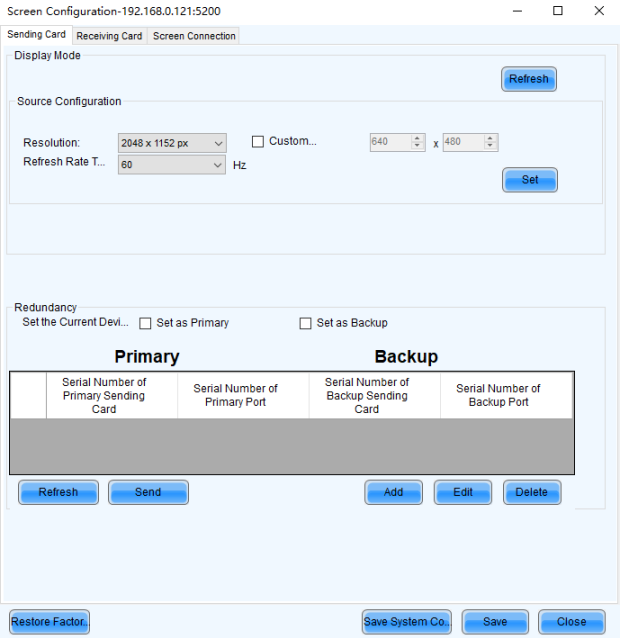 Screen Configuration-192.168.0.121:5200
Sending Card Receiving Card Screen Connection
Display Mode
Refresh
Source Configuration
Resolution: 2048 x 1152 px Custom... 640 x 480
Refresh Rate T... 60 Hz
Set
Redundancy
Set the Current Devi... Set as Primary Set as Backup
Primary Backup
Serial Number of
Primary Sending
Card
Serial Number of
Primary Port
Serial Number of
Backup Sending
Card
Serial Number of
Backup Port
Refresh Send Add Edit Delete
Restore Factor.. Save System Co.. Save Close